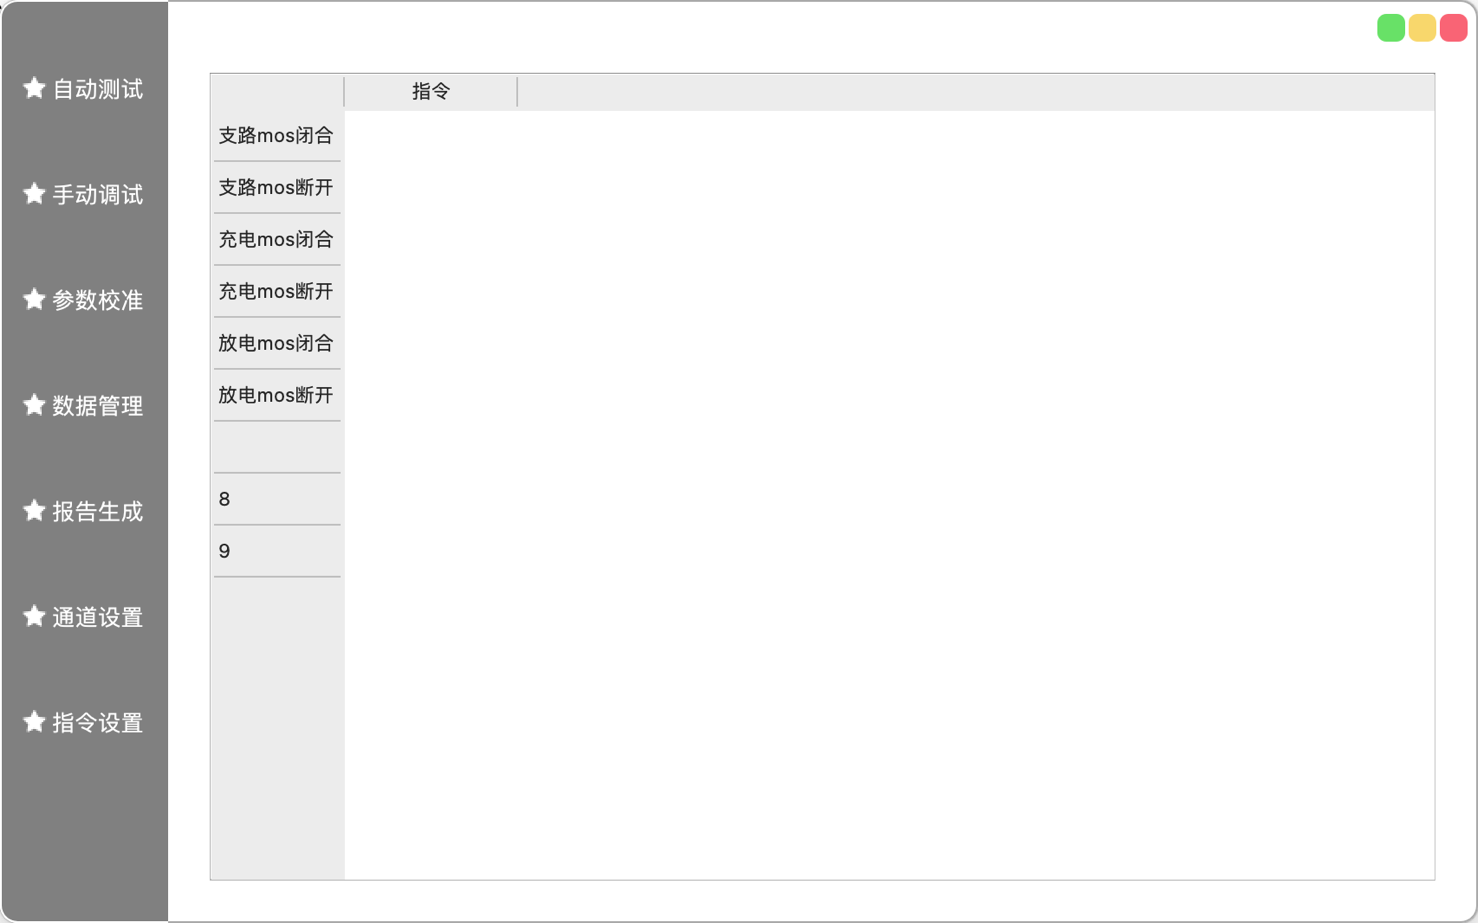 自动测试
手动调试
参数校准
数据管理
报告生成
通道设置
指令设置
指令
支路mos闭合
支路mos断开
充电mos闭合
充电mos断开
放电mos闭合
放电mos断开
8
9